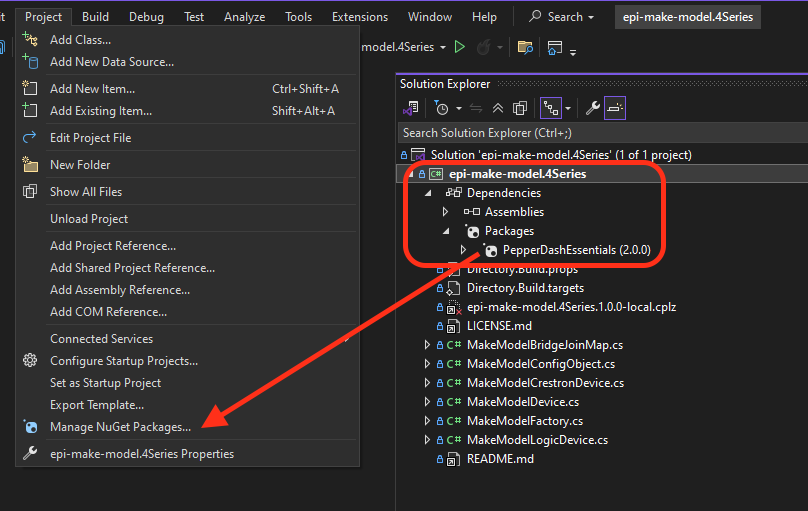 it Project Build Debug Test Analyze Tools Extensions Window Help Search epi-make-model.4Series
model.4Series
Add Class...
Add New Data Source...
Add New Item... Ctrl+Shift+A
Add Existing Item... Shift+Alt+A
Edit Project File
New Folder
Show All Files
Unload Project
Add Project Reference...
Add Shared Project Reference...
Add Assembly Reference...
Add COM Reference...
Connected Services
Configure Startup Projects...
Set as Startup Project
Export Template...
Manage NuGet Packages...
epi-make-model.4Series Properties
Solution Explorer
Search Solution Explorer (Ctrl+;)
Solution 'epi-make-model.4Series' (1 of 1 project)
C# epi-make-model.4Series
Dependencies
Assemblies
Packages
PepperDashEssentials (2.0.0)
Directory.Build.props
Directory.Build.targets
epi-make-model.4Series.1.0.0-local.cplz
LICENSE.md
C# MakeModelBridgeJoinMap.cs
C# MakeModelConfigObject.cs
C# MakeModelCrestronDevice.cs
C# MakeModelDevice.cs
C# MakeModelFactory.cs
C# MakeModelLogicDevice.cs
README.md